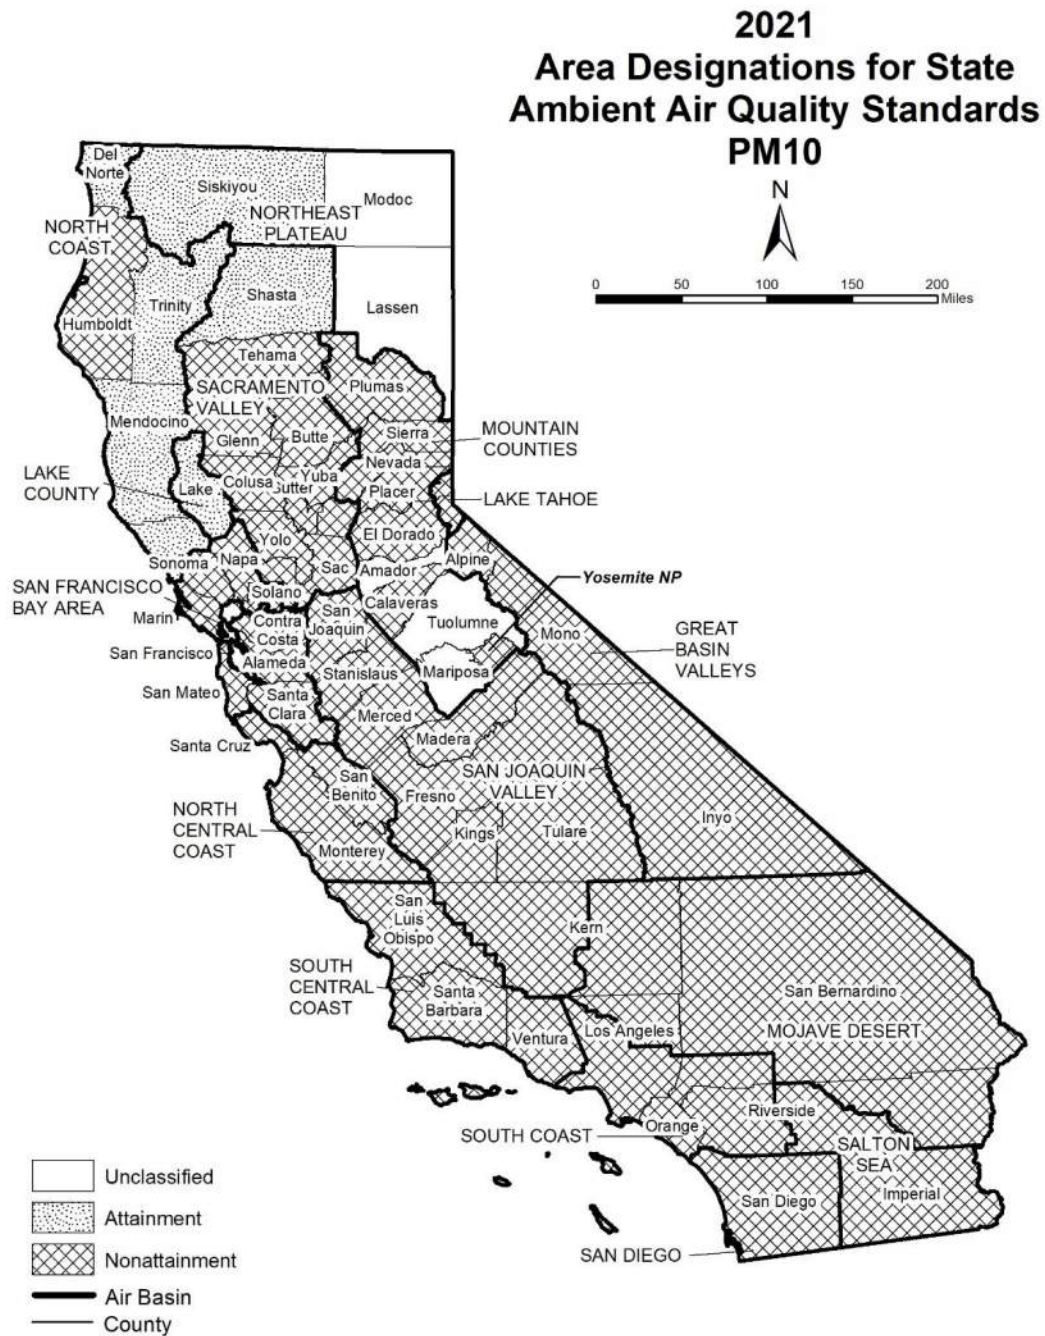 2021
Area Designations for State
Ambient Air Quality Standards
PM10
N
0 50 100 150 200
Miles
Del
Norte
Siskiyou
Modoc
NORTHEAST
PLATEAU
NORTH
COAST
Trinity
Shasta
Lassen
Humboldt
Tehama
SACRAMENTO
VALLEY
Plumas
Mendocino
Glenn
Butte
Sierra
MOUNTAIN
COUNTIES
Nevada
LAKE
COUNTY
Lake
Colusa
Sutter
Yuba
Placer
LAKE TAHOE
Yolo
El Dorado
Sonoma
Napa
Sac
Amador
Alpine
Yosemite NP
SAN FRANCISCO
BAY AREA
Solano
Marin
Contra
Costa
San
Joaquin
Calaveras
Tuolumne
Mono
GREAT
BASIN
VALLEYS
San Francisco
Alameda
Stanislaus
Mariposa
San Mateo
Santa
Clara
Merced
Santa Cruz
Madera
San
Benito
Fresno
SAN JOAQUIN
VALLEY
NORTH
CENTRAL
COAST
Monterey
Kings
Tulare
Inyo
San
Luis
Obispo
Kern
SOUTH
CENTRAL
COAST
Santa
Barbara
Ventura
Los Angeles
San Bernardino
MOJAVE DESERT
SOUTH COAST
Orange
Riverside
SALTON
SEA
San Diego
Imperial
SAN DIEGO
Unclassified
Attainment
Nonattainment
Air Basin
County